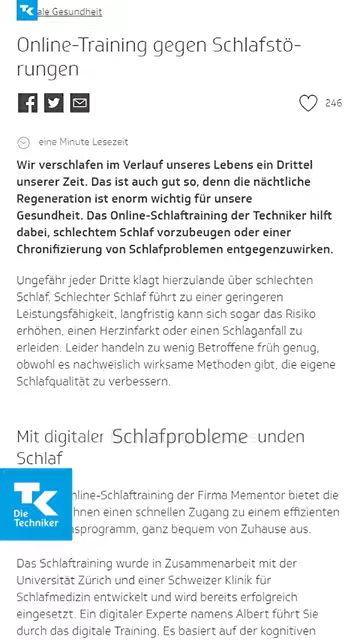 TK ale Gesundheit
Online-Training gegen Schlafstö-
rungen
246
eine Minute Lesezeit
Wir verschlafen im Verlauf unseres Lebens ein Drittel
unserer Zeit. Das ist auch gut so, denn die nächtliche
Regeneration ist enorm wichtig für unsere
Gesundheit. Das Online-Schlaftraining der Techniker hilft
dabei, schlechtem Schlaf vorzubeugen oder einer
Chronifizierung von Schlafproblemen entgegenzuwirken.
Ungefähr jeder Dritte klagt hierzulande über schlechten
Schlaf. Schlechter Schlaf führt zu einer geringeren
Leistungsfähigkeit, langfristig kann sich sogar das Risiko
erhöhen, einen Herzinfarkt oder einen Schlaganfall zu
erleiden. Leider handeln zu wenig Betroffene früh genug,
obwohl es nachweislich wirksame Methoden gibt, die eigene
Schlafqualität zu verbessern.
Mit digitaler Schlafprobleme unden
Schlaf
TK
Die
Techniker
nline-Schlaftraining der Firma Mementor bietet die
hnen einen schnellen Zugang zu einem effizienten
sprogramm, ganz bequem von Zuhause aus.
Das Schlaftraining wurde in Zusammenarbeit mit der
Universität Zürich und einer Schweizer Klinik für
Schlafmedizin entwickelt und wird bereits erfolgreich
eingesetzt. Ein digitaler Experte namens Albert führt Sie
durch das digitale Training. Es basiert auf der kognitiven